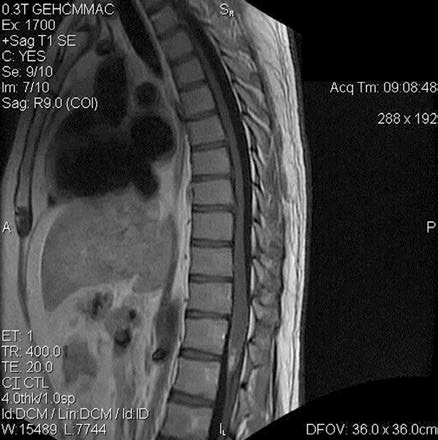 0.3T GEHCMMAC
Ex: 1700
+Sag T1 SE
C: YES
Se: 9/10
Im: 7/10
Sag: R9.0 (COI)
SR
Acq Tm: 09:08:48
288 x 192
A
P
ET: 1
TR: 400.0
TE: 20.0
CTL
4.0thk/1.0sp
Id:DCM / Lin:DCM / Id:ID
W:15489 L:7744
IL
DFOV: 36.0 x 36.0cm